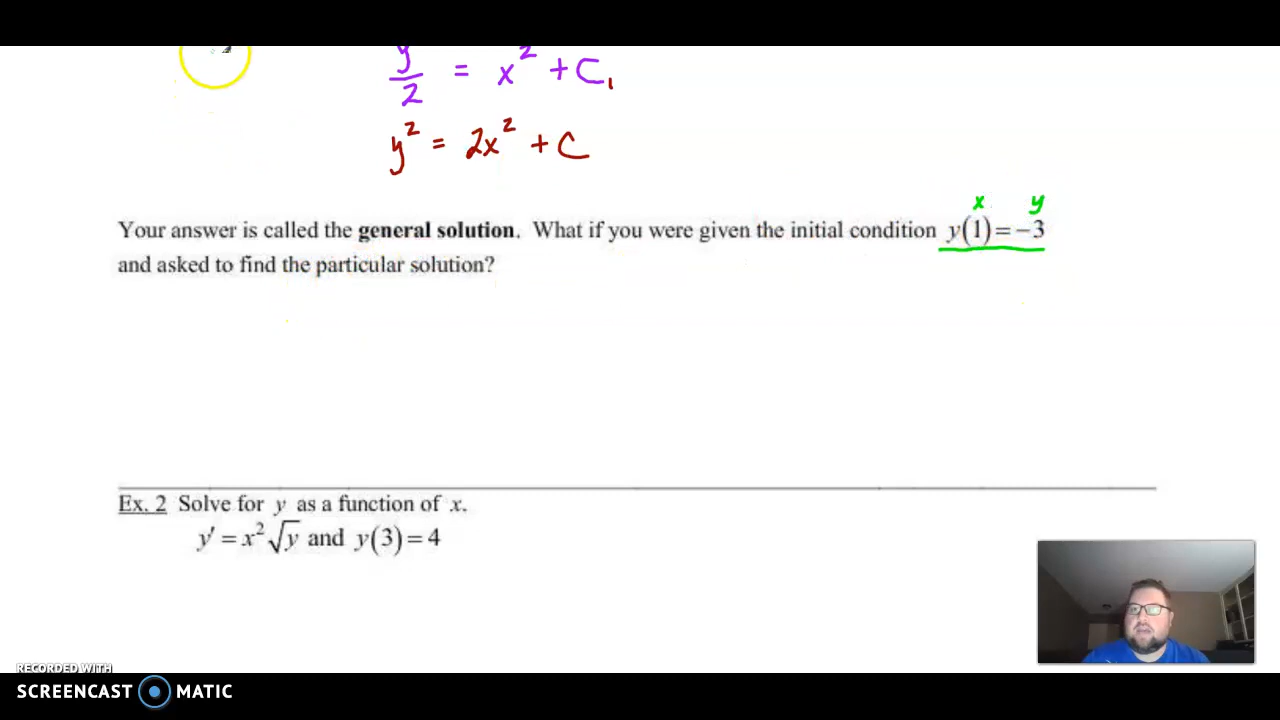 y/2 = x² + C₁
y² = 2x² + C
x y
Your answer is called the general solution. What if you were given the initial condition y(1) = −3
and asked to find the particular solution?
Ex. 2 Solve for y as a function of x.
y′ = x²√y and y(3) = 4
RECORDED WITH
SCREENCAST MATIC